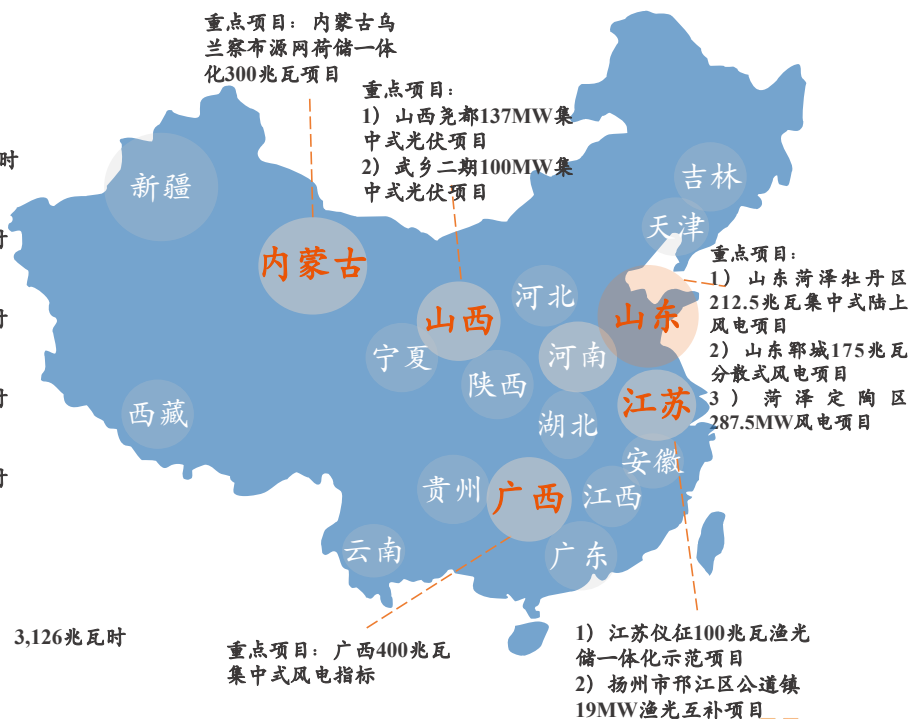 重点项目：内蒙古乌
兰察布源网荷储一体
化300兆瓦项目
重点项目：
1）山西尧都137MW集
中式光伏项目
2）武乡二期100MW集
中式光伏项目
时
新疆
吉林
天津
内蒙古
重点项目：
1）山东菏泽牡丹区
212.5兆瓦集中式陆上
风电项目
2）山东郓城175兆瓦
分散式风电项目
3）菏泽定陶区
287.5MW风电项目
河北
山西
山东
宁夏
河南
陕西
江苏
西藏
湖北
安徽
贵州
广西
江西
云南
广东
3,126兆瓦时
重点项目：广西400兆瓦
集中式风电指标
1）江苏仪征100兆瓦渔光
储一体化示范项目
2）扬州市邗江区公道镇
19MW渔光互补项目